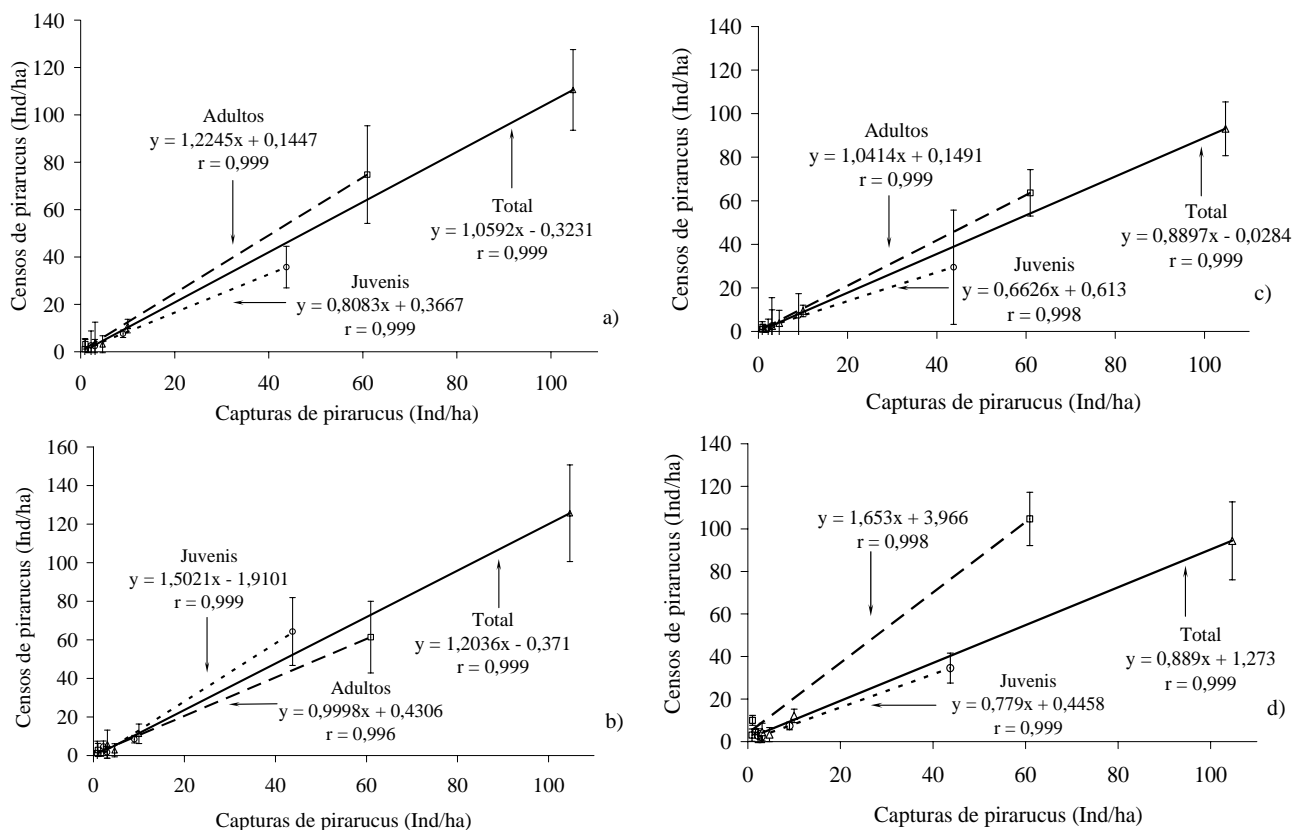 140
120
100
80
60
40
20
0
Censos de pirarucus (Ind/ha)
Adultos
y = 1,2245x + 0,1447
r = 0,999
Total
y = 1,0592x - 0,3231
r = 0,999
Juvenis
y = 0,8083x + 0,3667
r = 0,999
a)
0 20 40 60 80 100
Capturas de pirarucus (Ind/ha)
140
120
100
80
60
40
20
0
Censos de pirarucus (Ind/ha)
Adultos
y = 1,0414x + 0,1491
r = 0,999
Total
y = 0,8897x - 0,0284
r = 0,999
Juvenis
y = 0,6626x + 0,613
r = 0,998
c)
0 20 40 60 80 100
Capturas de pirarucus (Ind/ha)
160
140
120
100
80
60
40
20
0
Censos de pirarucus (Ind/ha)
Juvenis
y = 1,5021x - 1,9101
r = 0,999
Total
y = 1,2036x - 0,371
r = 0,999
Adultos
y = 0,9998x + 0,4306
r = 0,996
b)
0 20 40 60 80 100
Capturas de pirarucus (Ind/ha)
140
120
100
80
60
40
20
0
Censos de pirarucus (Ind/ha)
y = 1,653x + 3,966
r = 0,998
Total
y = 0,889x + 1,273
r = 0,999
Juvenis
y = 0,779x + 0,4458
r = 0,999
d)
0 20 40 60 80 100
Capturas de pirarucus (Ind/ha)